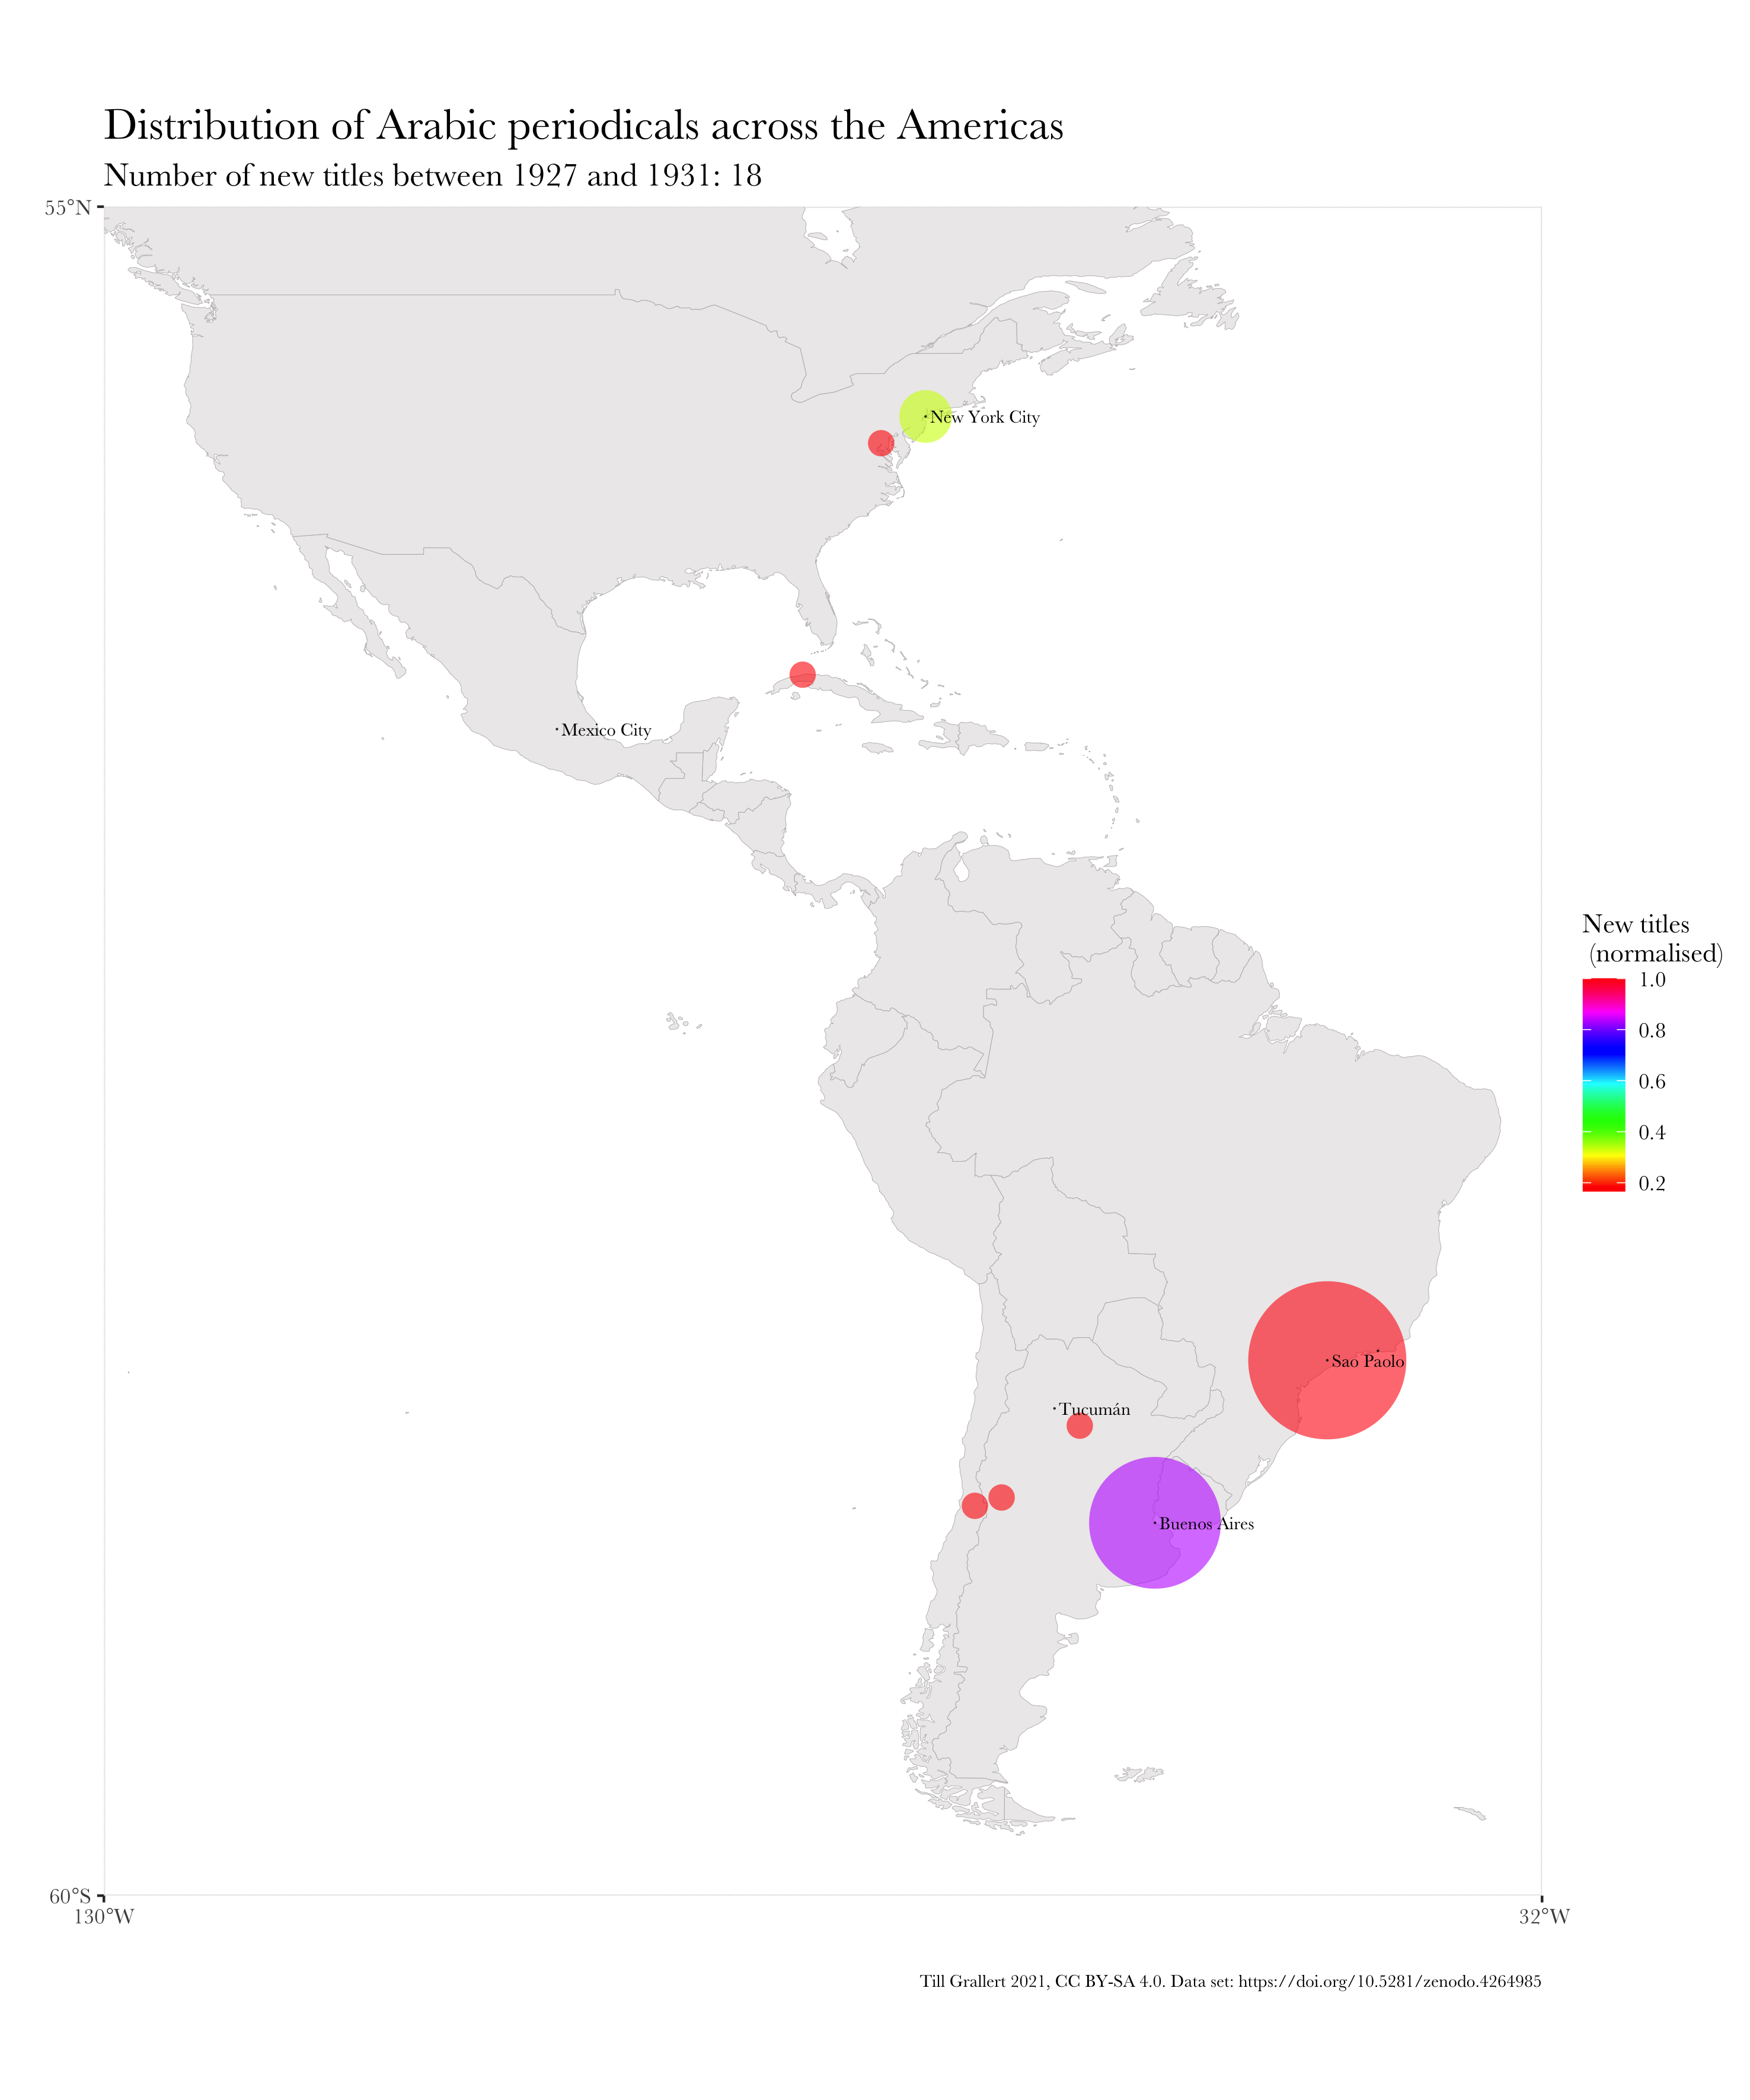 Distribution of Arabic periodicals across the Americas
Number of new titles between 1927 and 1931: 18
55°N
New York City
Mexico City
New titles
(normalised)
1.0
0.8
0.6
0.4
0.2
Sao Paolo
Tucumán
Buenos Aires
60°S
130°W
32°W
Till Grallert 2021, CC BY-SA 4.0. Data set: https://doi.org/10.5281/zenodo.4264985